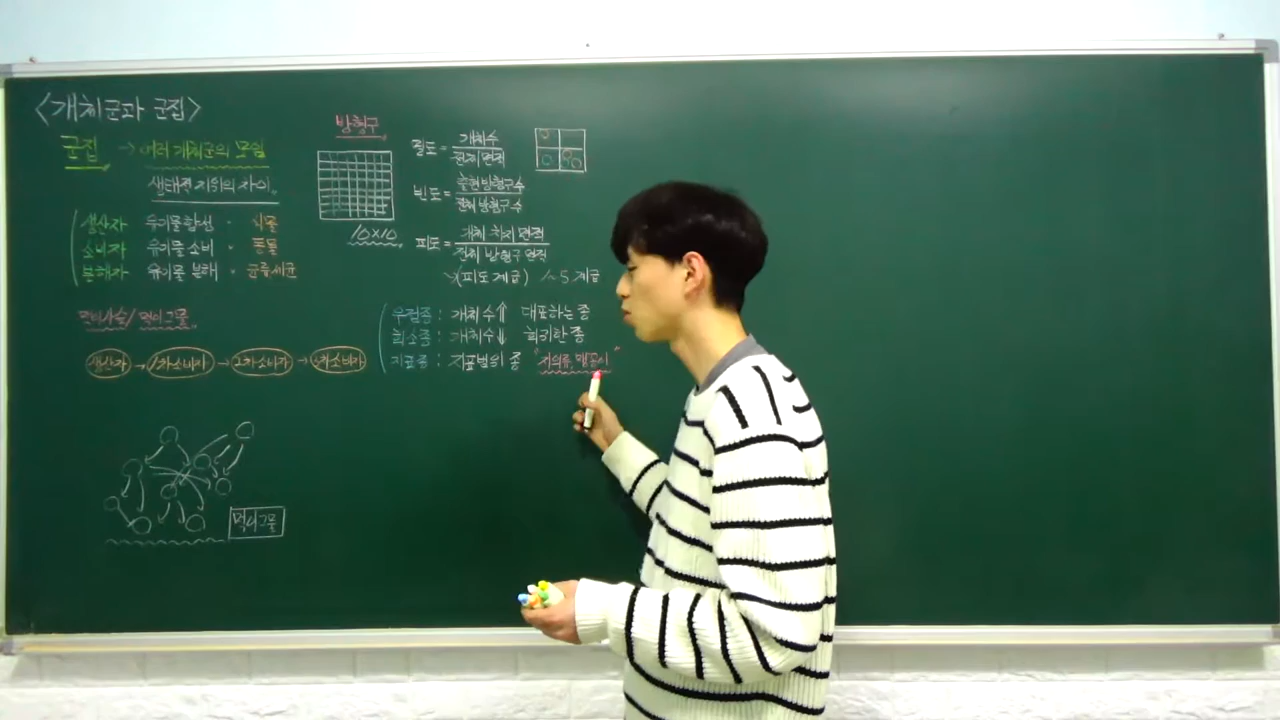 <개체군과 군집>
군집 → 여러 개체군의 모임
생태적 지위의 차이.
생산자 유기물 합성 - 식물
소비자 유기물 소비 - 동물
분해자 유기물 분해 - 균류, 세균
먹이사슬 / 먹이그물
생산자 → 1차소비자 → 2차소비자 → 소비자
먹이그물
방형구
10×10
밀도 = 개체수 / 전체 면적
빈도 = 출현 방형구 수 / 전체 방형구 수
피도 = 개체 차지 면적 / 전체 방형구 면적
↘(피도 계급) 1~5 계급
우점종 : 개체수⇑ 대표하는 종
희소종 : 개체수⇓ 희귀한 종
지표종 : 지표범위 종 "지의류,